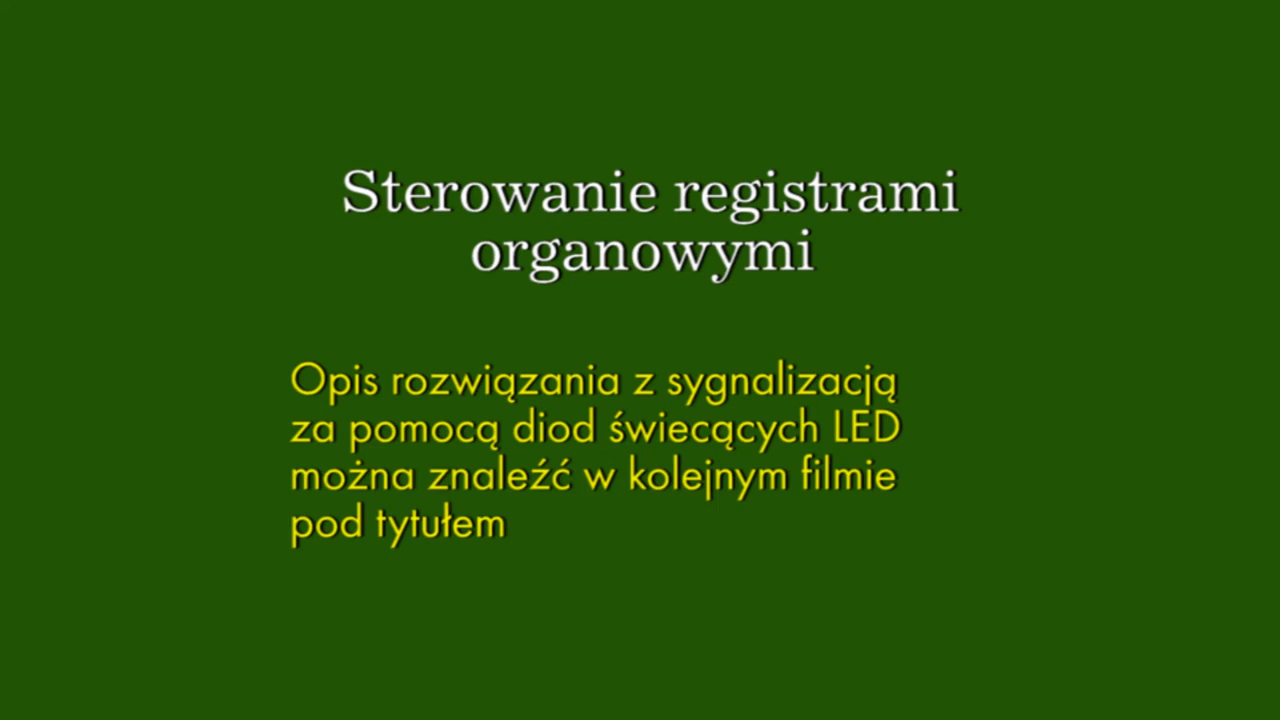 Sterowanie registrami
organowymi
Opis rozwiązania z sygnalizacją
za pomocą diod świecących LED
można znaleźć w kolejnym filmie
pod tytułem